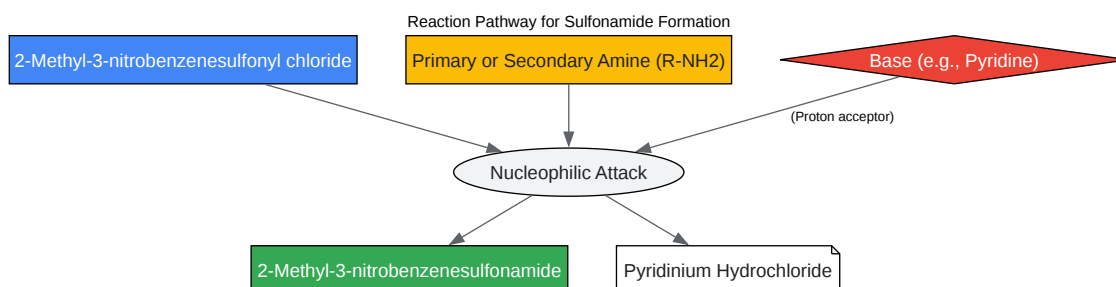 Reaction Pathway for Sulfonamide Formation
2-Methyl-3-nitrobenzenesulfonyl chloride
Primary or Secondary Amine (R-NH2)
Base (e.g., Pyridine)
(Proton acceptor)
Nucleophilic Attack
2-Methyl-3-nitrobenzenesulfonamide
Pyridinium Hydrochloride